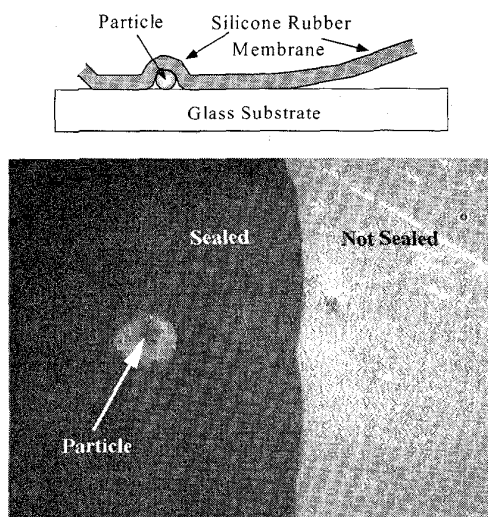 Particle
Silicone Rubber
Membrane
Glass Substrate
Sealed
Not Sealed
Particle